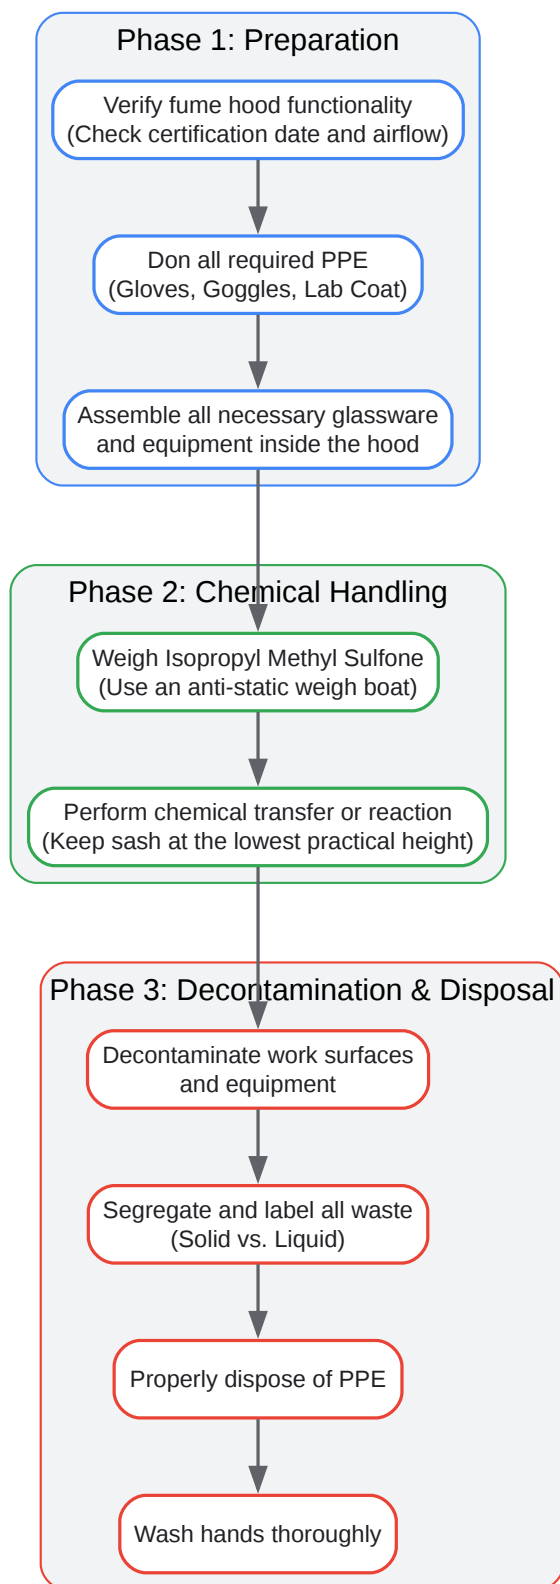 Phase 1: Preparation
Verify fume hood functionality
(Check certification date and airflow)
Don all required PPE
(Gloves, Goggles, Lab Coat)
Assemble all necessary glassware
and equipment inside the hood
Phase 2: Chemical Handling
Weigh Isopropyl Methyl Sulfone
(Use an anti-static weigh boat)
Perform chemical transfer or reaction
(Keep sash at the lowest practical height)
Phase 3: Decontamination & Disposal
Decontaminate work surfaces
and equipment
Segregate and label all waste
(Solid vs. Liquid)
Properly dispose of PPE
Wash hands thoroughly